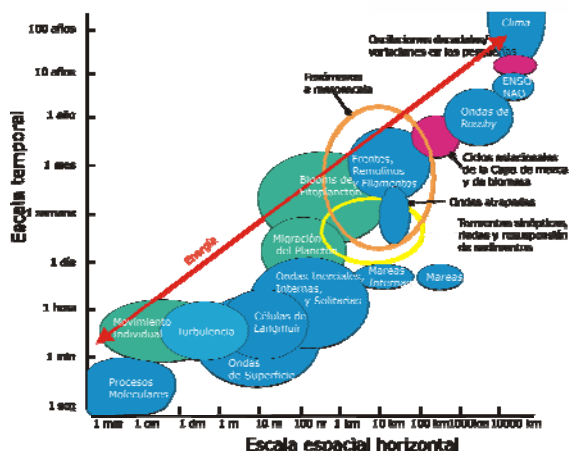 Escala temporal
100 años
10 años
1 año
1 mes
1 semana
1 día
1 hora
1 min
1 seg
Clima
Oscilaciones decadales/
variaciones en las pesquerías
ENSO
NAO
Ondas de
Rossby
Fenómenos
a mesoescala
Ciclos estacionales
de la Capa de mezcla
y de biomasa
Frentes,
Remolinos
y Filamentos
Blooms de
Fitoplancton
Ondas atrapadas
Tormentas sinópticas,
riadas y resuspensión
de sedimentos
Migración
del Plancton
Energía
Ondas Inerciales,
Internas,
y Solitarias
Mareas
Internas
Mareas
Movimiento
Individual
Turbulencia
Células de
Langmuir
Ondas
de Superficie
Procesos
Moleculares
1 mm
1 cm
1 dm
1 m
10 m
100 m
1 km
10 km
100 km
1000km
10000 km
Escala espacial horizontal